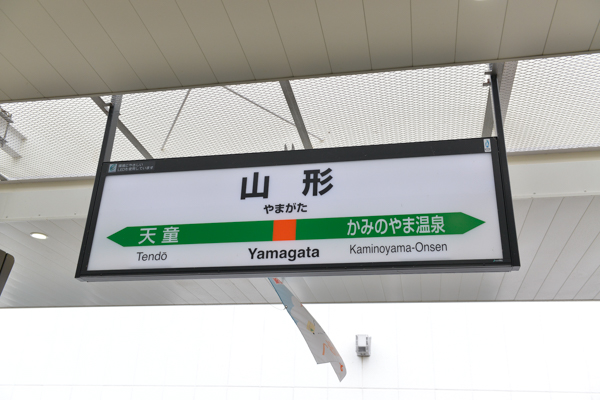 山形
やまがた
天童
かみのやま温泉
Tendō
Yamagata
Kaminoyama-Onsen